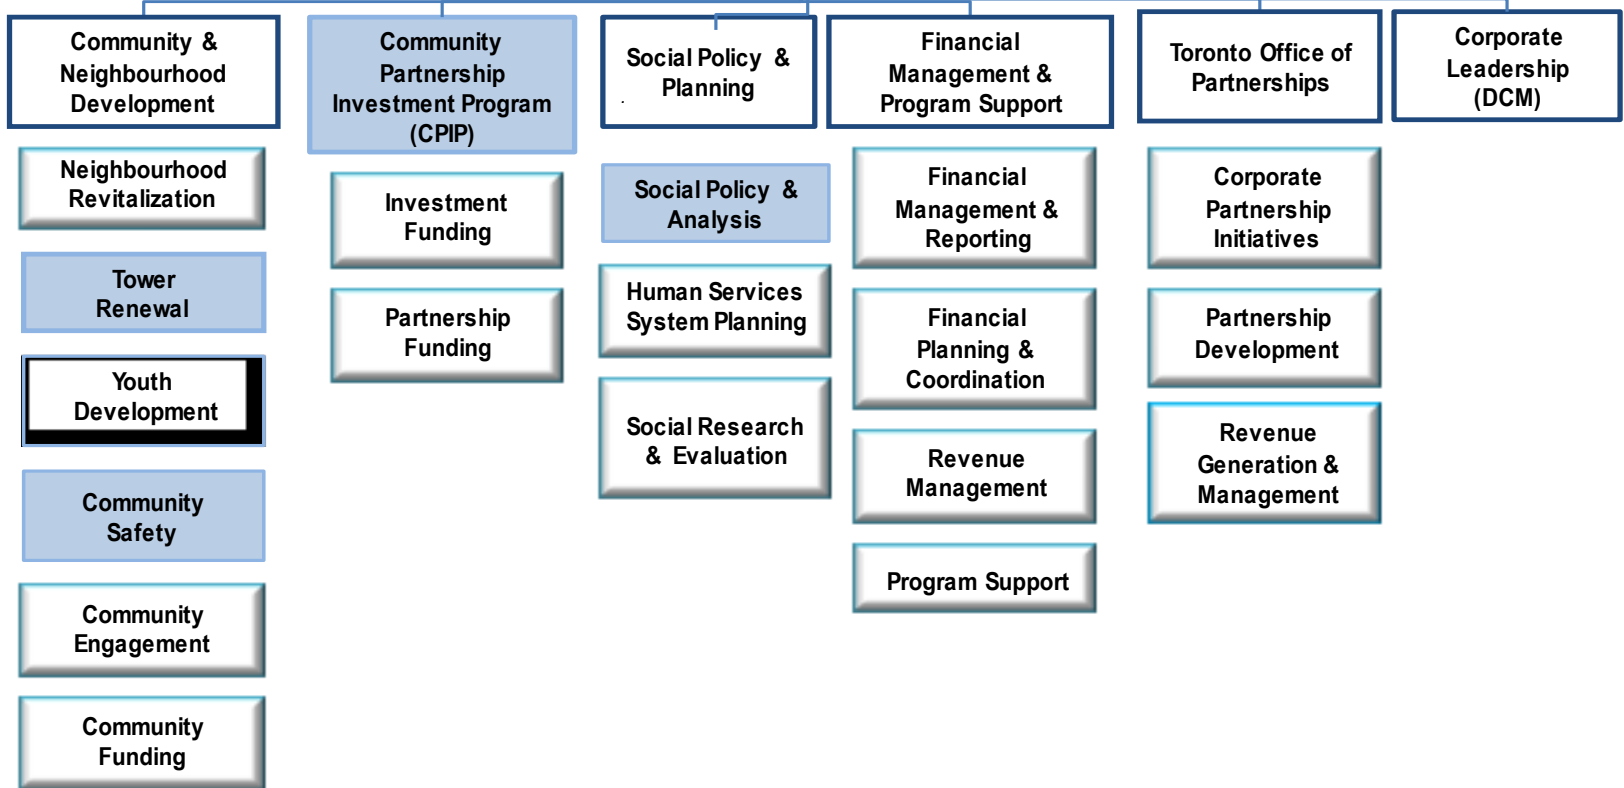 Community &
Neighbourhood
Development
Community
Partnership
Investment Program
(CPIP)
Social Policy &
Planning
.
Financial
Management &
Program Support
Toronto Office of
Partnerships
Corporate
Leadership
(DCM)
Neighbourhood
Revitalization
Tower
Renewal
Youth
Development
Community
Safety
Community
Engagement
Community
Funding
Investment
Funding
Partnership
Funding
Social Policy &
Analysis
Human Services
System Planning
Social Research
& Evaluation
Financial
Management &
Reporting
Financial
Planning &
Coordination
Revenue
Management
Program Support
Corporate
Partnership
Initiatives
Partnership
Development
Revenue
Generation &
Management